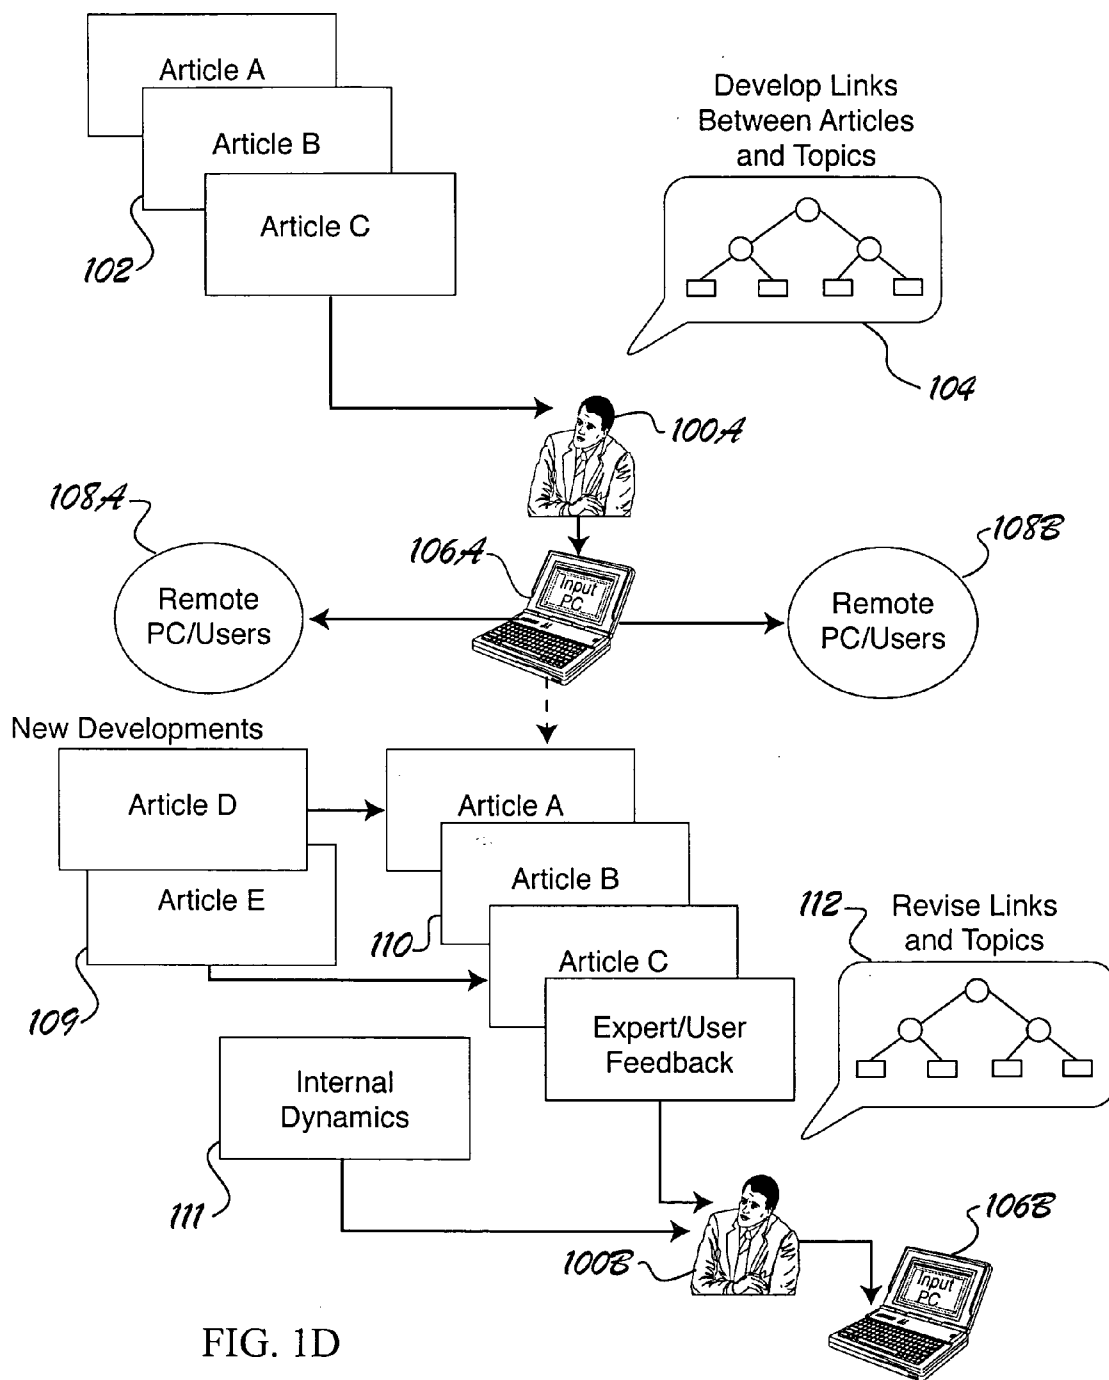 Article A
Article B
Article C
102
Develop Links
Between Articles
and Topics
104
100A
108A
106A
108B
Remote
PC/Users
Input
PC
Remote
PC/Users
New Developments
Article D
Article E
109
Article A
Article B
110
Article C
Expert/User
Feedback
112
Revise Links
and Topics
Internal
Dynamics
111
100B
106B
Input
PC
FIG. 1D